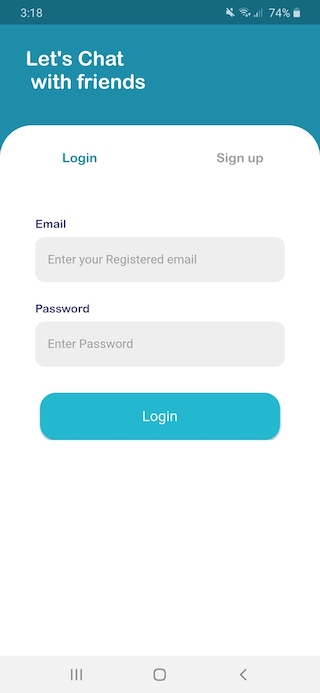 3:18
74%
Let's Chat
with friends
Login
Sign up
Email
Enter your Registered email
Password
Enter Password
Login